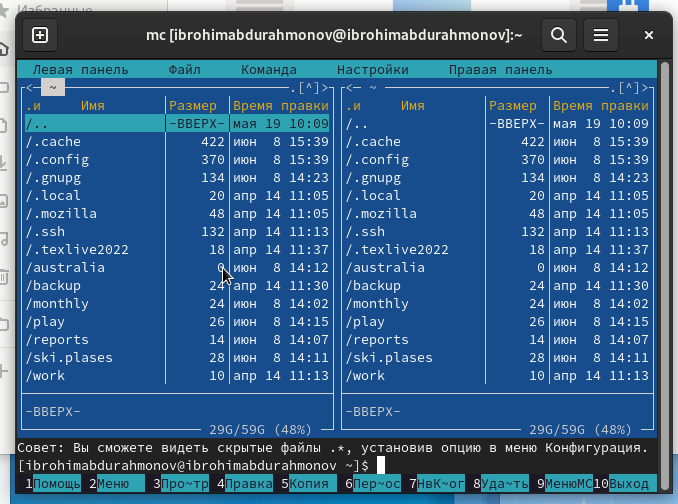 Избранные
mc [ibrohimabdurahmonov@ibrohimabdurahmonov]:~
Левая панель Файл Команда Настройки Правая панель
<─ ~ .[^]> <─ ~ .[^]>
.и Имя Размер Время правки .и Имя Размер Время правки
/.. -ВВЕРХ- мая 19 10:09 /.. -ВВЕРХ- мая 19 10:09
/.cache 422 июн 8 15:39 /.cache 422 июн 8 15:39
/.config 370 июн 8 15:39 /.config 370 июн 8 15:39
/.gnupg 134 июн 8 14:23 /.gnupg 134 июн 8 14:23
/.local 20 апр 14 11:05 /.local 20 апр 14 11:05
/.mozilla 48 апр 14 11:05 /.mozilla 48 апр 14 11:05
/.ssh 132 апр 14 11:13 /.ssh 132 апр 14 11:13
/.texlive2022 18 апр 14 11:37 /.texlive2022 18 апр 14 11:37
/australia 0 июн 8 14:12 /australia 0 июн 8 14:12
/backup 24 апр 14 11:30 /backup 24 апр 14 11:30
/monthly 24 июн 8 14:02 /monthly 24 июн 8 14:02
/play 26 июн 8 14:15 /play 26 июн 8 14:15
/reports 14 июн 8 14:07 /reports 14 июн 8 14:07
/ski.plases 28 июн 8 14:11 /ski.plases 28 июн 8 14:11
/work 10 апр 14 11:13 /work 10 апр 14 11:13
-ВВЕРХ- -ВВЕРХ-
29G/59G (48%) 29G/59G (48%)
Совет: Вы сможете видеть скрытые файлы .*, установив опцию в меню Конфигурация.
[ibrohimabdurahmonov@ibrohimabdurahmonov ~]$
1Помощь 2Меню 3Про~тр 4Правка 5Копия 6Пер~ос 7НвК~ог 8Уда~ть 9МенюMC 10Выход